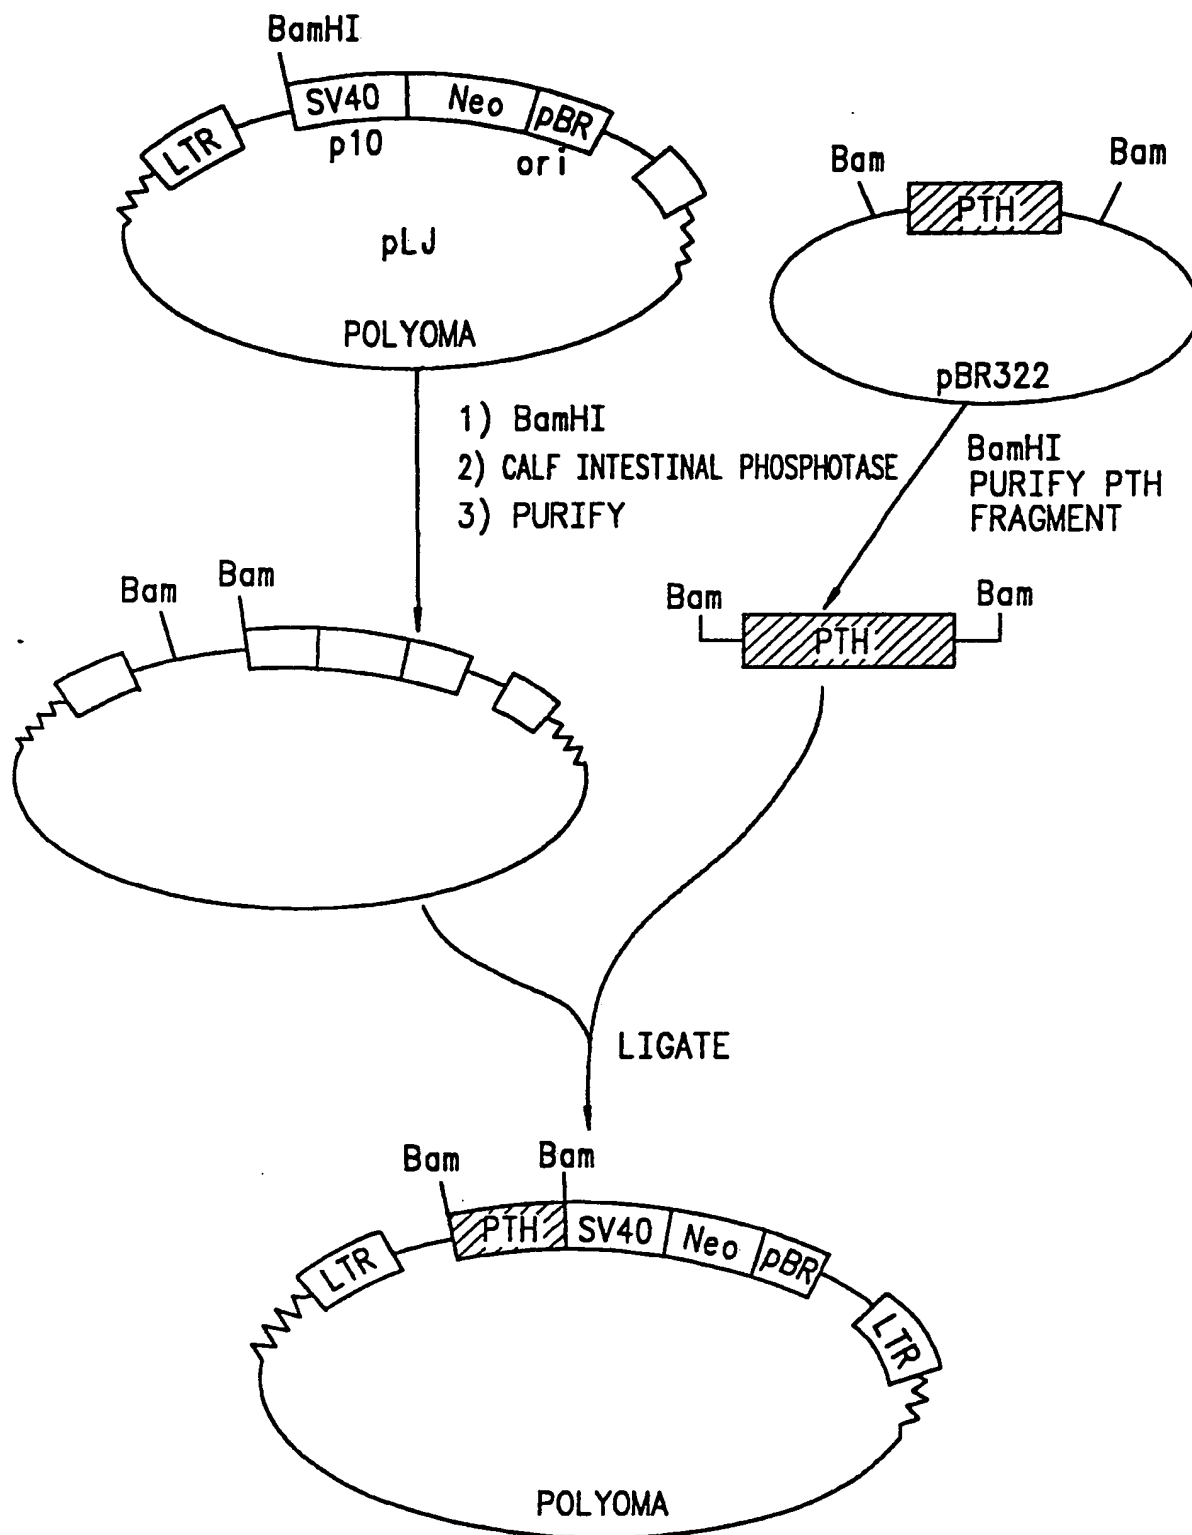 BamHI
SV40 Neo pBR
LTR
p10
ori
pLJ
POLYOMA
Bam
Bam
PTH
pBR322
1) BamHI
2) CALF INTESTINAL PHOSPHOTASE
3) PURIFY
BamHI
PURIFY PTH
FRAGMENT
Bam
Bam
Bam
Bam
PTH
LIGATE
Bam
Bam
PTH SV40 Neo pBR
LTR
LTR
POLYOMA